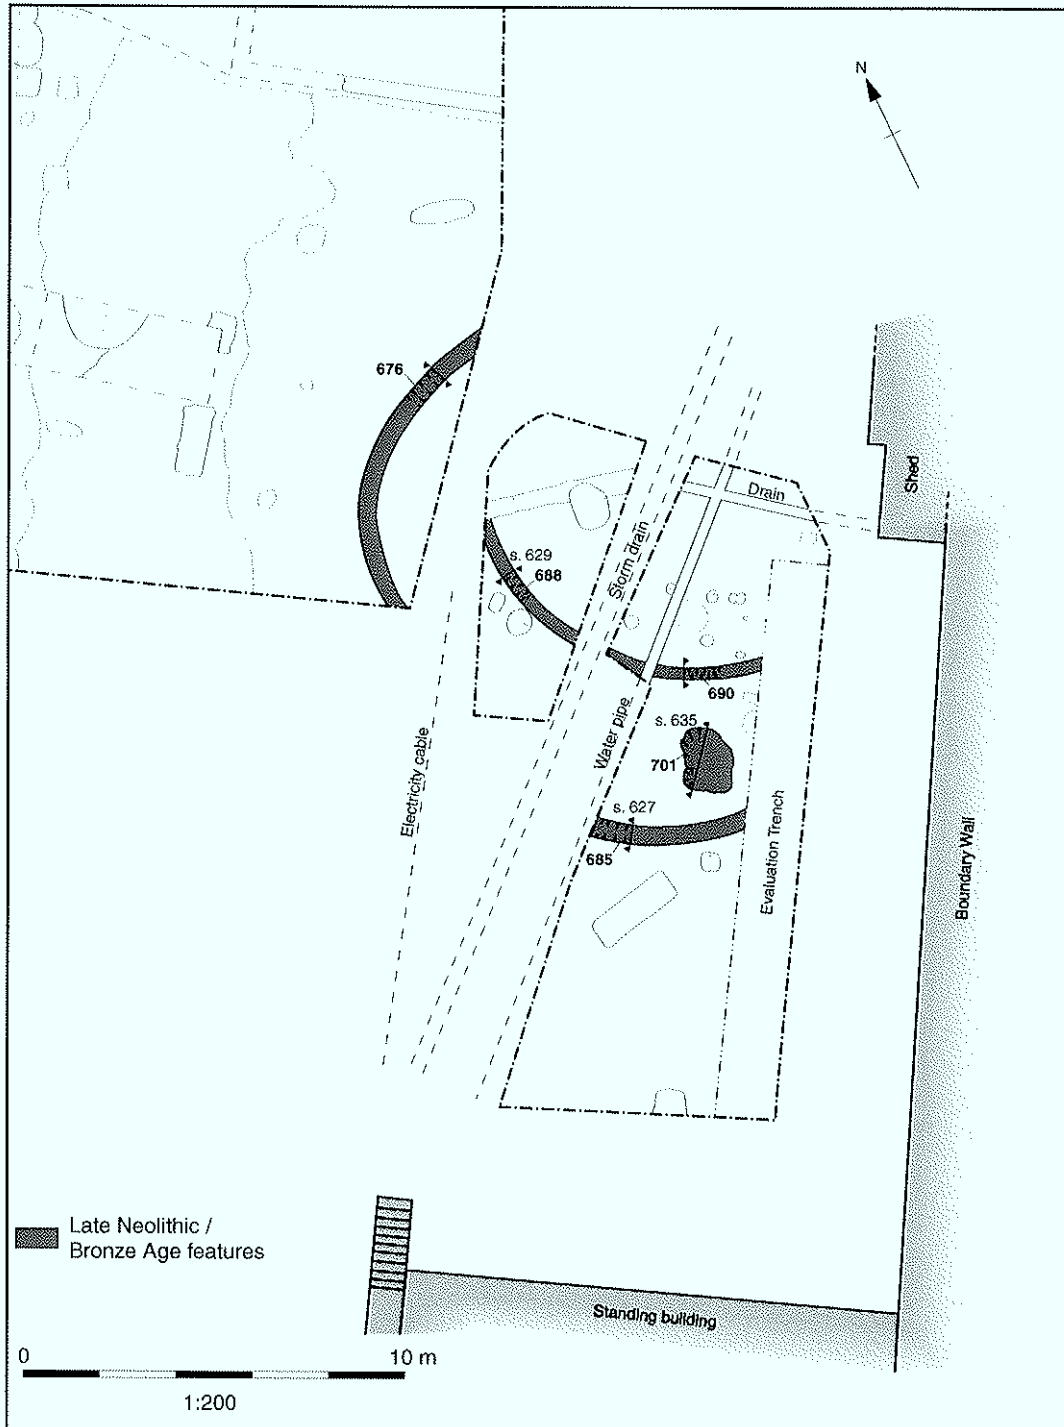 N
676
Shed
Drain
Storm drain
s. 629
688
690
Water pipe
s. 635
701
s. 627
685
Electricity cable
Evaluation Trench
Boundary Wall
Late Neolithic /
Bronze Age features
Standing building
0
10 m
1:200